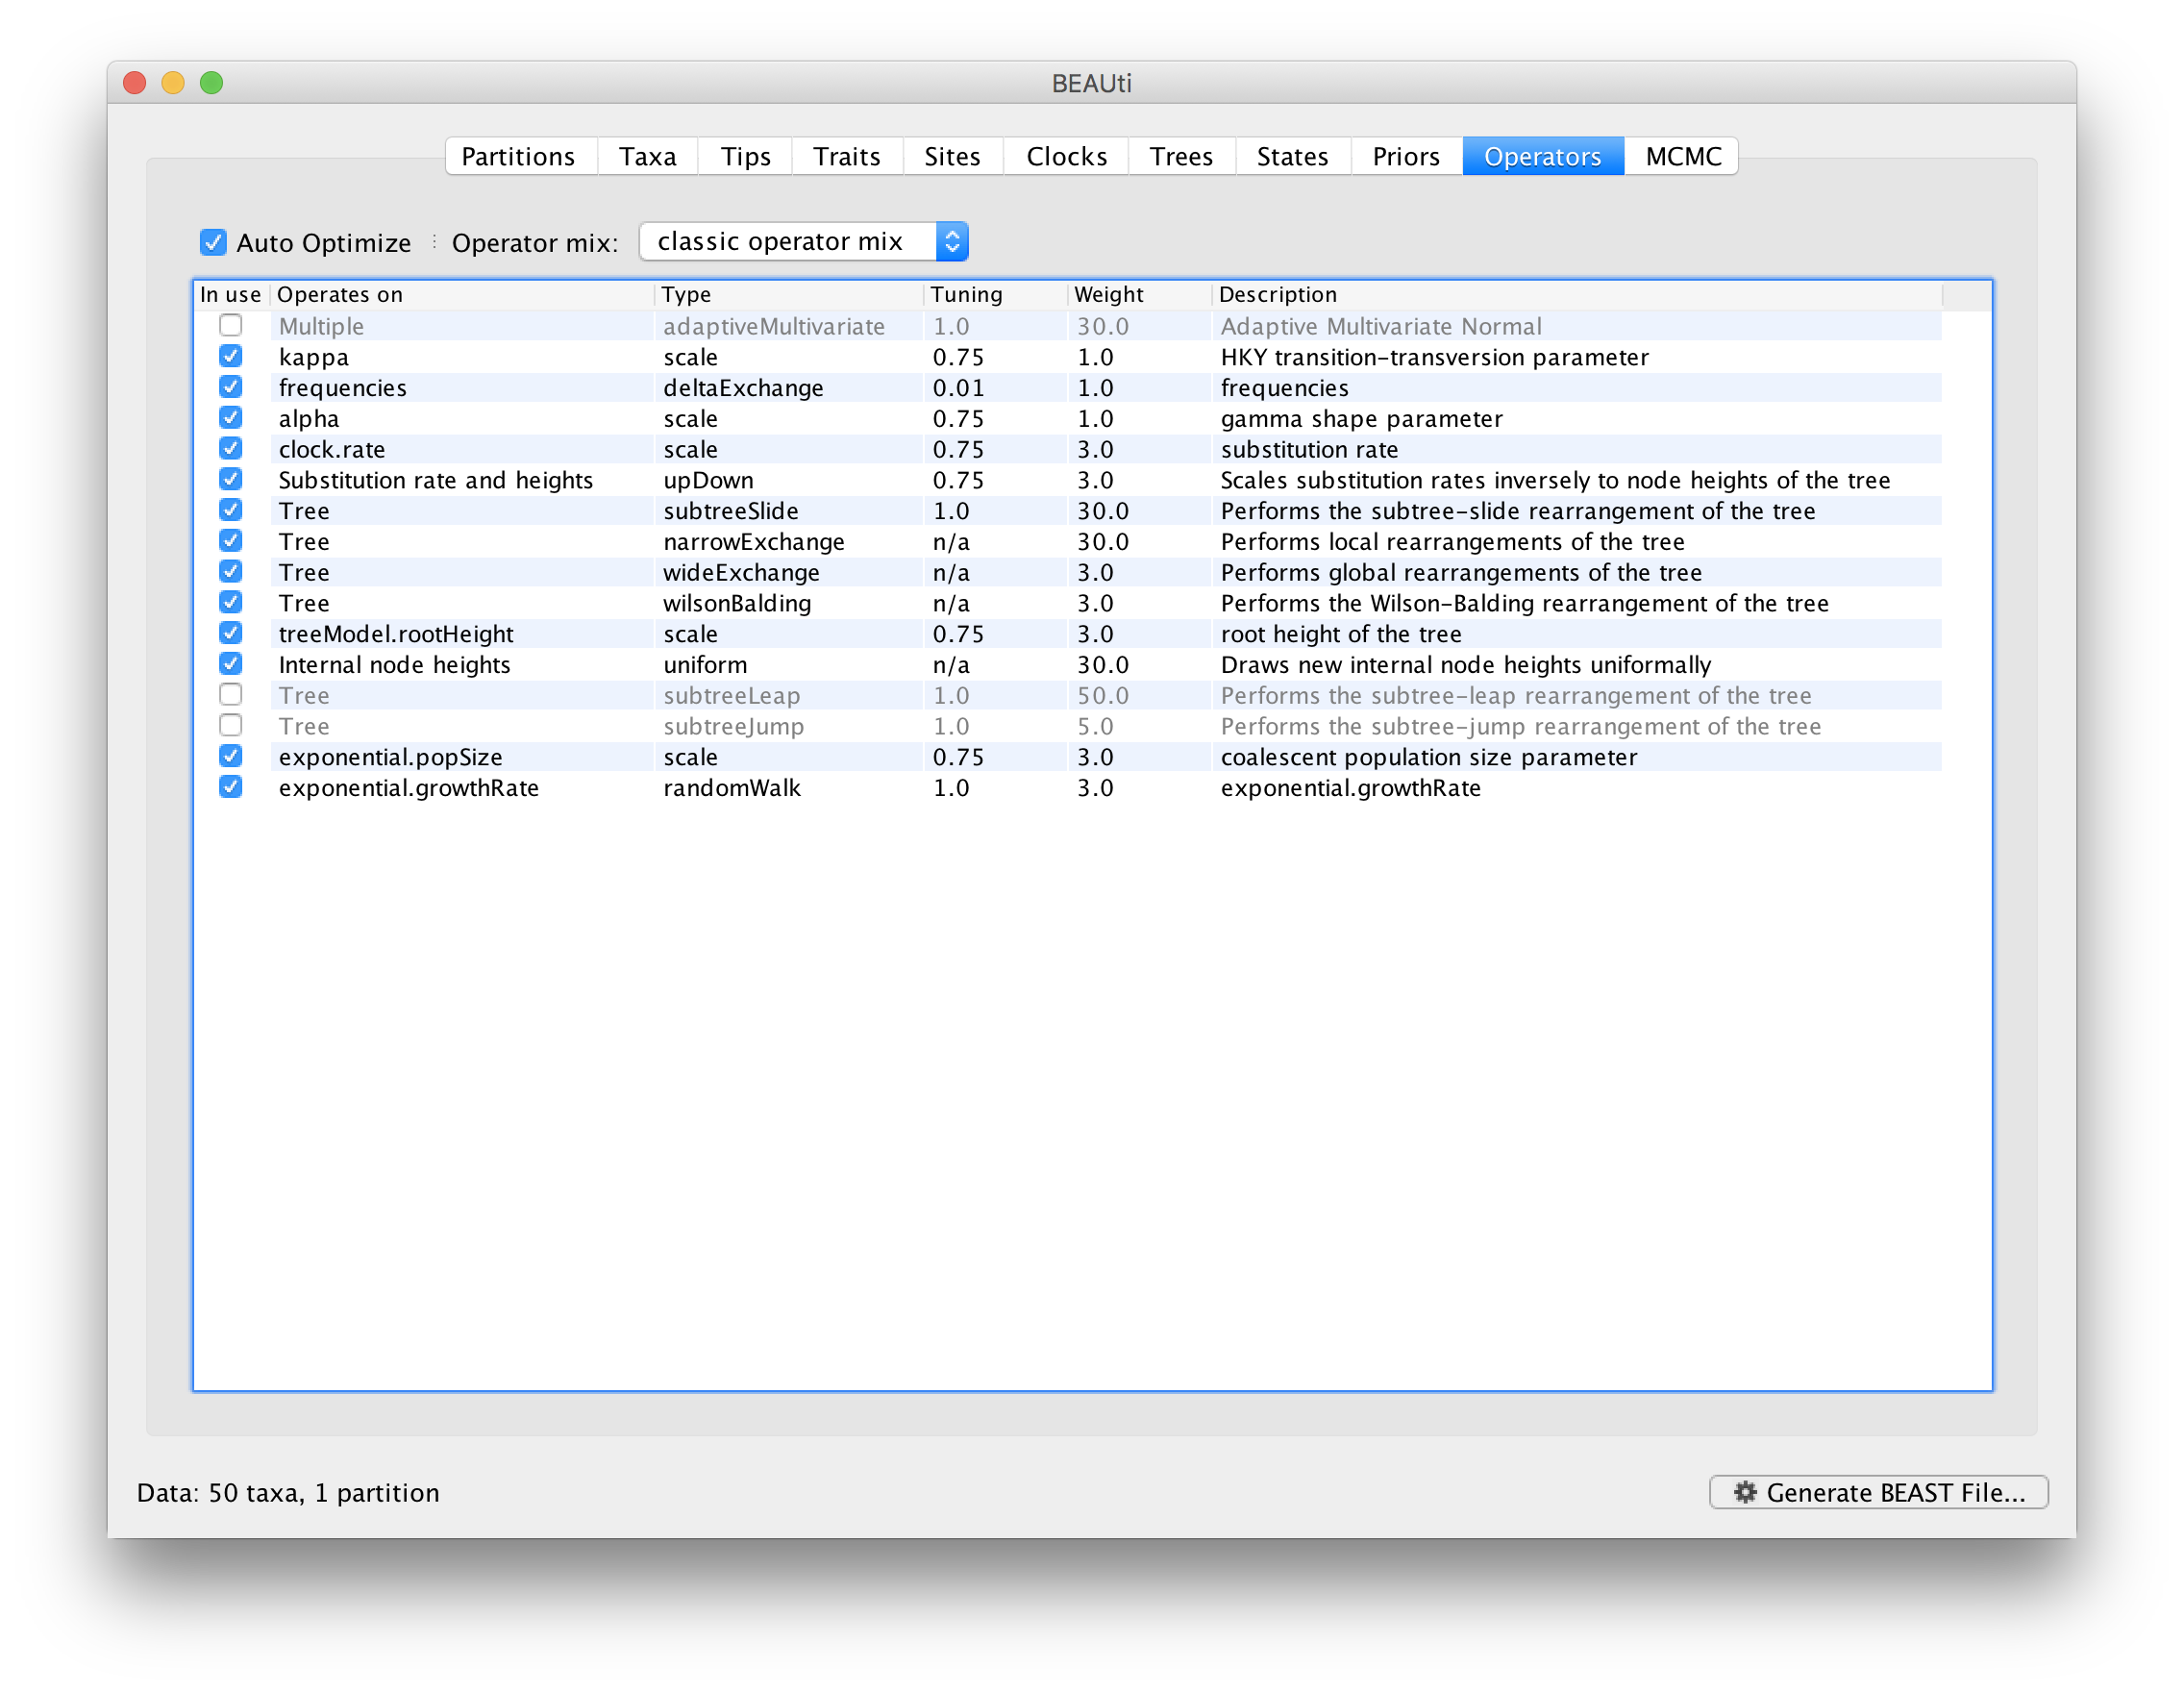 BEAUti
Partitions Taxa Tips Traits Sites Clocks Trees States Priors Operators MCMC
Auto Optimize Operator mix: classic operator mix
In use Operates on Type Tuning Weight Description
Multiple adaptiveMultivariate 1.0 30.0 Adaptive Multivariate Normal
kappa scale 0.75 1.0 HKY transition-transversion parameter
frequencies deltaExchange 0.01 1.0 frequencies
alpha scale 0.75 1.0 gamma shape parameter
clock.rate scale 0.75 3.0 substitution rate
Substitution rate and heights upDown 0.75 3.0 Scales substitution rates inversely to node heights of the tree
Tree subtreeSlide 1.0 30.0 Performs the subtree-slide rearrangement of the tree
Tree narrowExchange n/a 30.0 Performs local rearrangements of the tree
Tree wideExchange n/a 3.0 Performs global rearrangements of the tree
Tree wilsonBalding n/a 3.0 Performs the Wilson-Balding rearrangement of the tree
treeModel.rootHeight scale 0.75 3.0 root height of the tree
Internal node heights uniform n/a 30.0 Draws new internal node heights uniformally
Tree subtreeLeap 1.0 50.0 Performs the subtree-leap rearrangement of the tree
Tree subtreeJump 1.0 5.0 Performs the subtree-jump rearrangement of the tree
exponential.popSize scale 0.75 3.0 coalescent population size parameter
exponential.growthRate randomWalk 1.0 3.0 exponential.growthRate
Data: 50 taxa, 1 partition
Generate BEAST File...